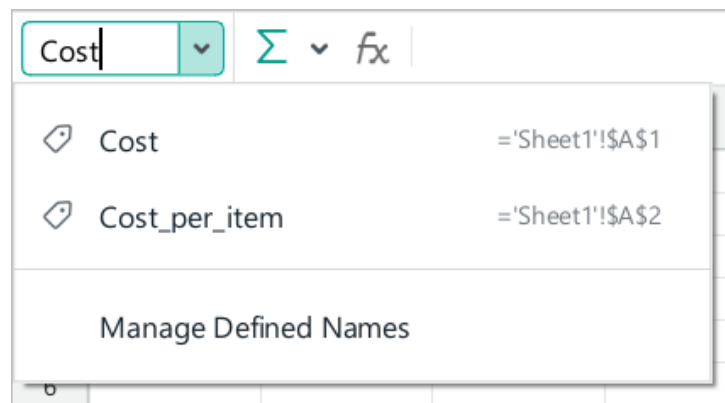 Cost
Σ fx
Cost ='Sheet1'!$A$1
Cost_per_item ='Sheet1'!$A$2
Manage Defined Names
6